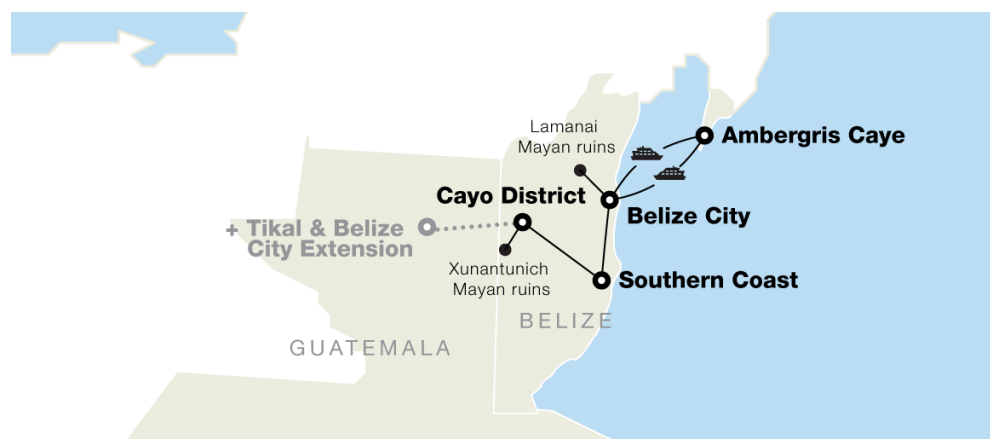 Lamanai
Mayan ruins
Ambergris Caye
Cayo District
Belize City
+ Tikal & Belize
City Extension
Xunantunich
Mayan ruins
Southern Coast
BELIZE
GUATEMALA